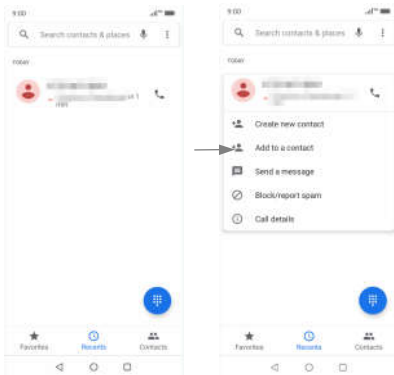 9:00
Search contacts & places
TODAY
min
Favorites
Recents
Contacts
9:00
Search contacts & places
TODAY
Create new contact
Add to a contact
Send a message
Block/report spam
Call details
Favorites
Recents
Contacts